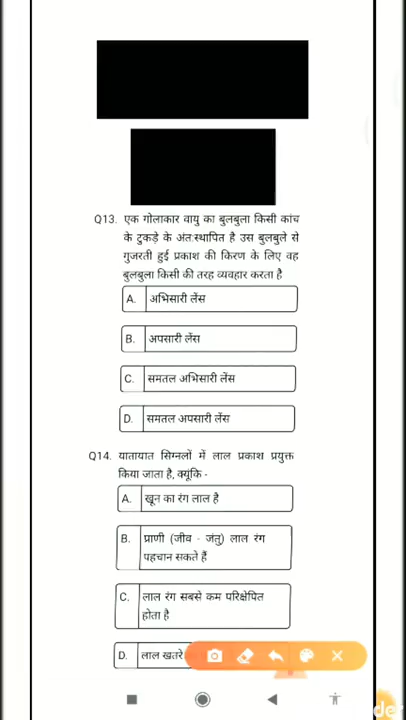 Q13. एक गोलाकार वायु का बुलबुला किसी कांच
के टुकड़े के अंत:स्थापित है उस बुलबुले से
गुजरती हुई प्रकाश की किरण के लिए वह
बुलबुला किसी की तरह व्यवहार करता है
A. अभिसारी लेंस
B. अपसारी लेंस
C. समतल अभिसारी लेंस
D. समतल अपसारी लेंस
Q14. यातायात सिग्नलों में लाल प्रकाश प्रयुक्त
किया जाता है, क्यूंकि -
A. खून का रंग लाल है
B. प्राणी (जीव - जंतु) लाल रंग
पहचान सकते हैं
C. लाल रंग सबसे कम परिक्षेपित
होता है
D. लाल खतरे